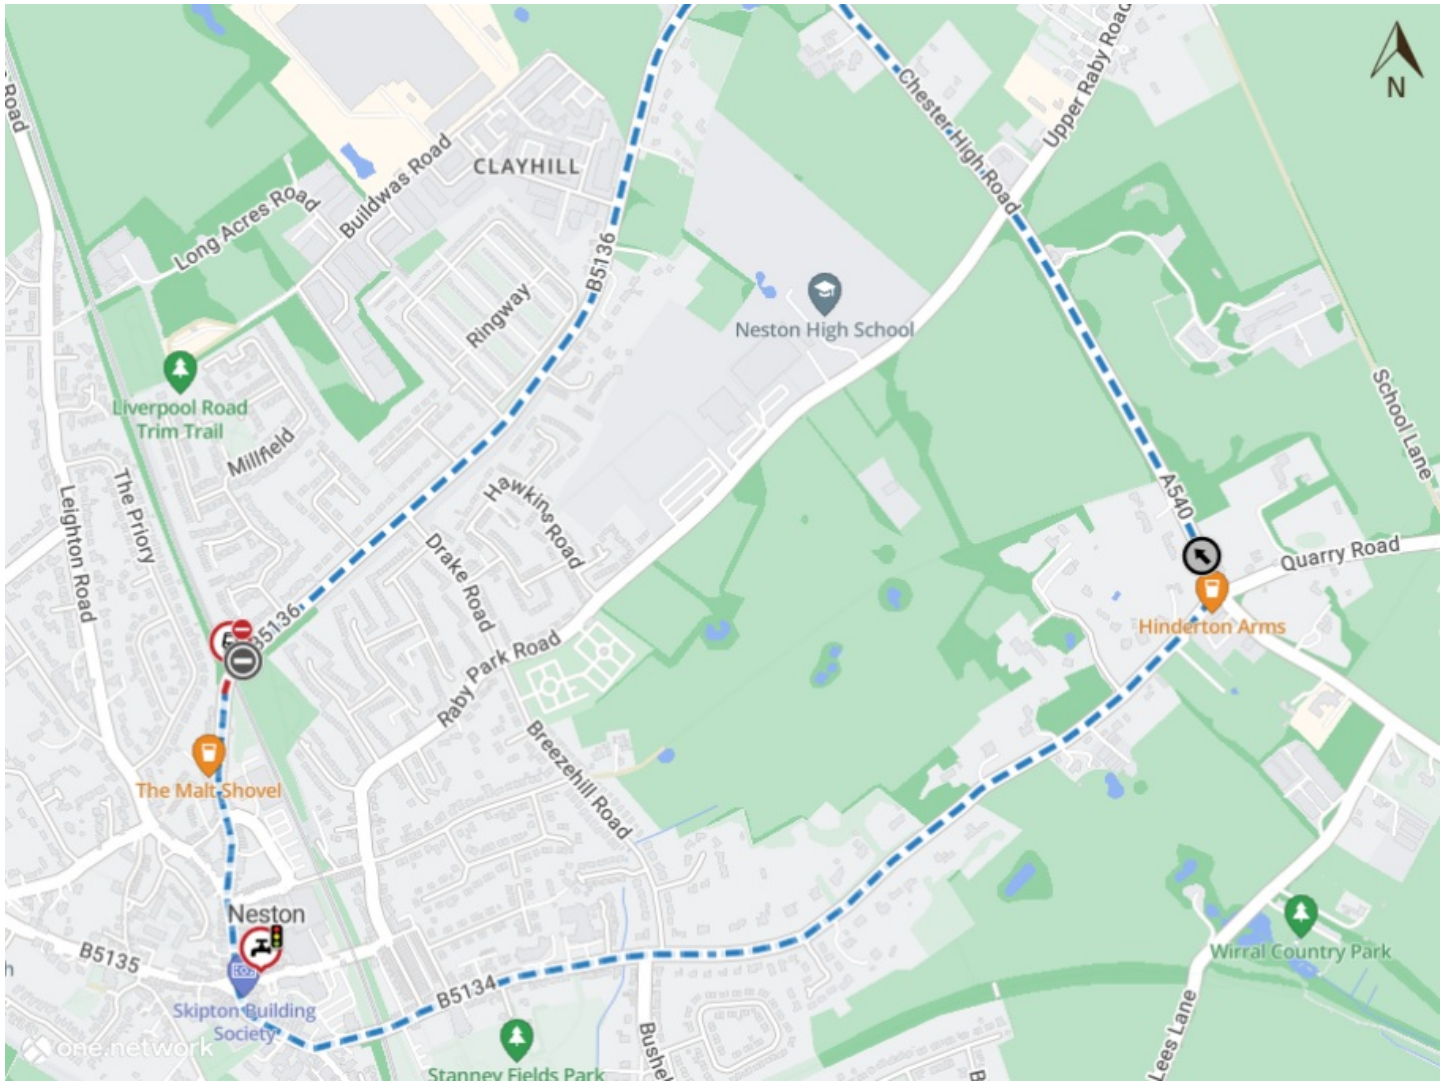 Road
Chester High Road
Upper Raby Road
N
CLAYHILL
Buildwas Road
Long Acres Road
B5136
Ringway
Neston High School
School Lane
Liverpool Road
Trim Trail
Millfield
The Priory
Leighton Road
Hawkins Road
Drake Road
A540
Quarry Road
Hinderton Arms
B5136
Raby Park Road
Breezehill Road
The Malt Shovel
Neston
B5135
Wirral Country Park
B5134
Skipton Building
Society
Lees Lane
one.network
Stanney Fields Park
Bushe
B